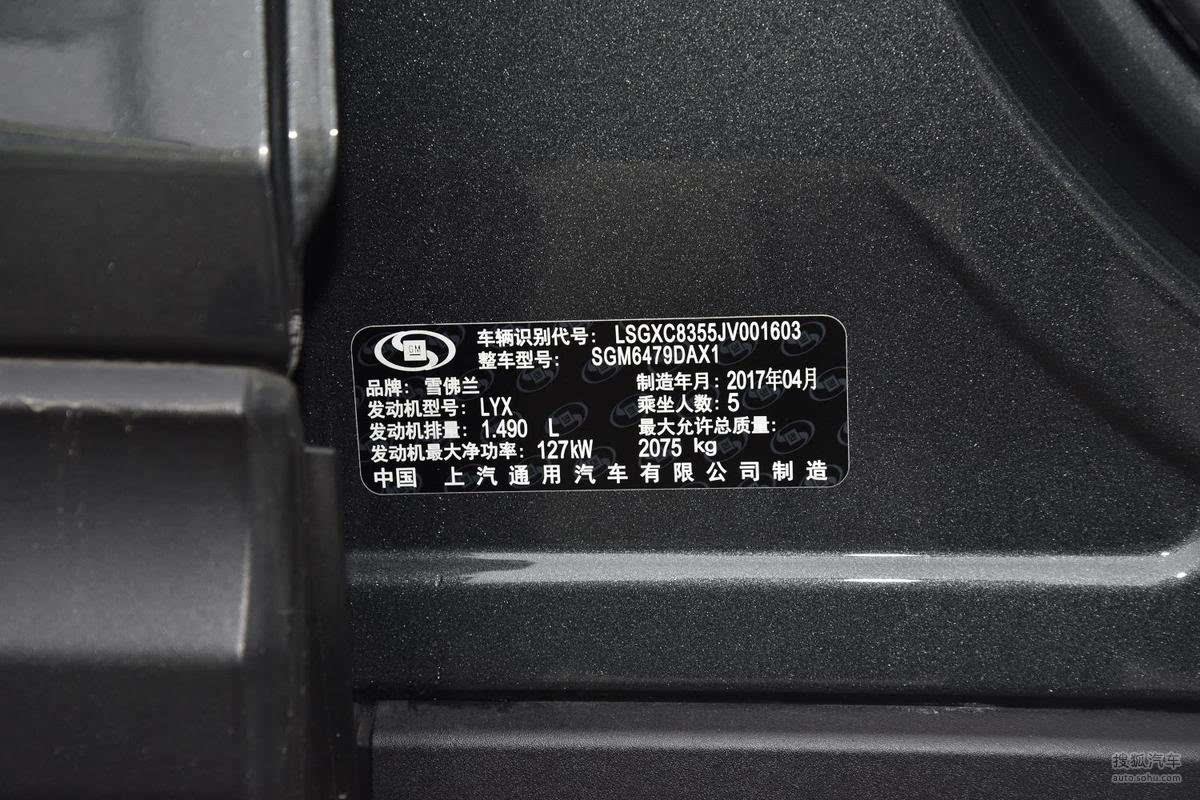 GM
车辆识别代号: LSGXC8355JV001603
整车型号: SGM6479DAX1
品牌: 雪佛兰 制造年月: 2017年04月
发动机型号: LYX 乘坐人数: 5
发动机排量: 1.490 L 最大允许总质量:
发动机最大净功率: 127kW 2075 kg
中国 上汽通用汽车有限公司制造
搜狐汽车
auto.sohu.com